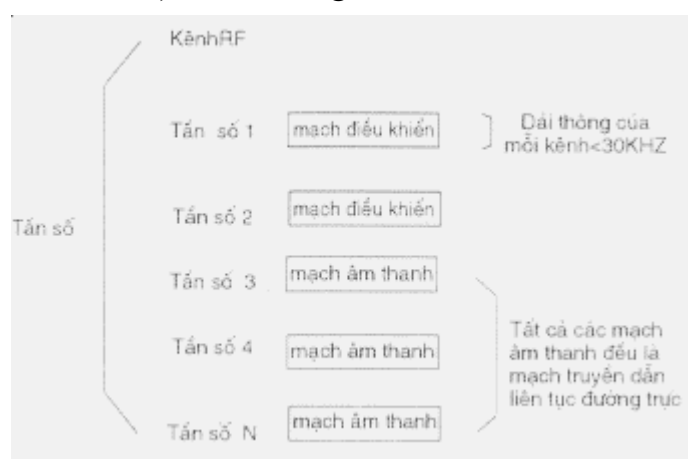 KênhRF
Tần số 1 mạch điều khiển
Dải thông của
mỗi kênh<30KHZ
Tần số 2 mạch điều khiển
Tần số
Tần số 3 mạch âm thanh
Tần số 4 mạch âm thanh
Tất cả các mạch
âm thanh đều là
mạch truyền dẫn
liên tục đường trực
Tần số N mạch âm thanh